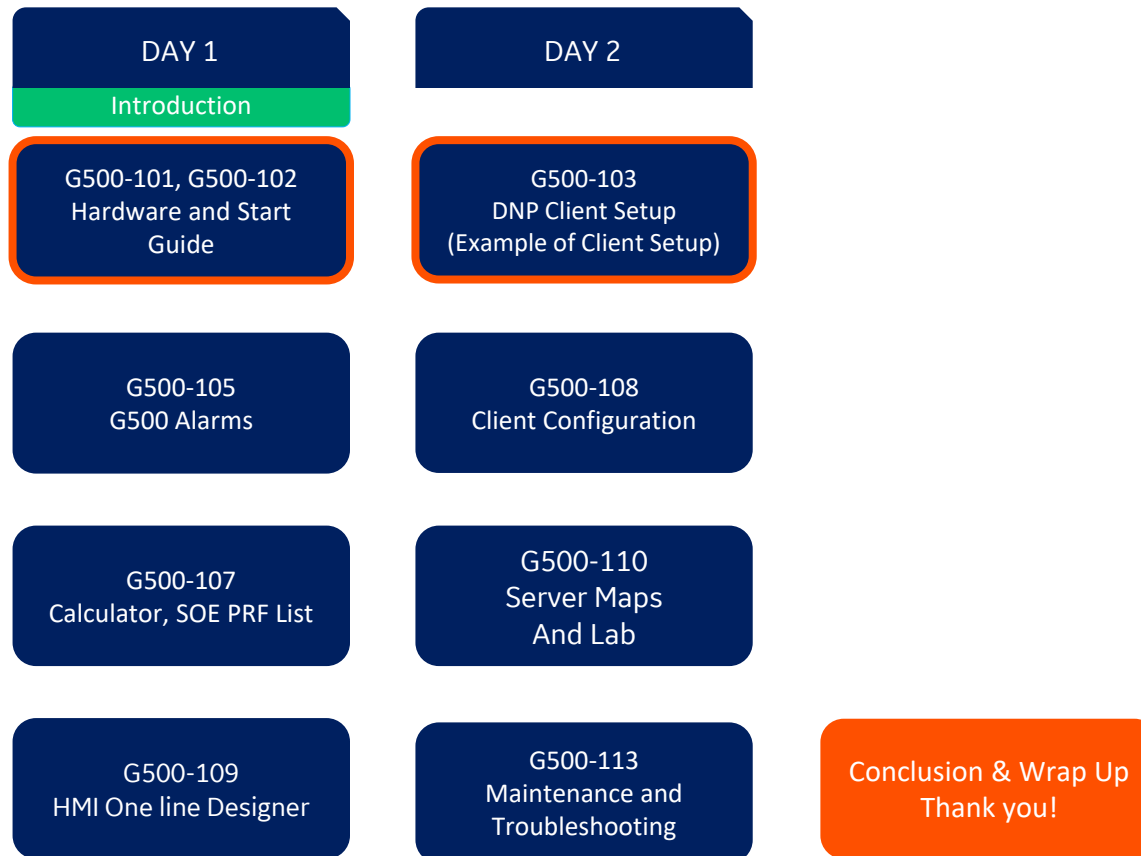 DAY 1
Introduction
G500-101, G500-102
Hardware and Start
Guide
G500-105
G500 Alarms
G500-107
Calculator, SOE PRF List
G500-109
HMI One line Designer
DAY 2
G500-103
DNP Client Setup
(Example of Client Setup)
G500-108
Client Configuration
G500-110
Server Maps
And Lab
G500-113
Maintenance and
Troubleshooting
Conclusion & Wrap Up
Thank you!